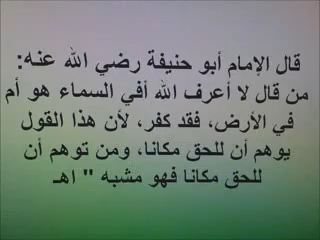 قال الإمام أبو حنيفة رضي الله عنه:
من قال لا أعرف الله أفي السماء هو أم
في الأرض، فقد كفر، لأن هذا القول
يوهم أن للحق مكانا، ومن توهم أن
للحق مكانا فهو مشبه " اهـ